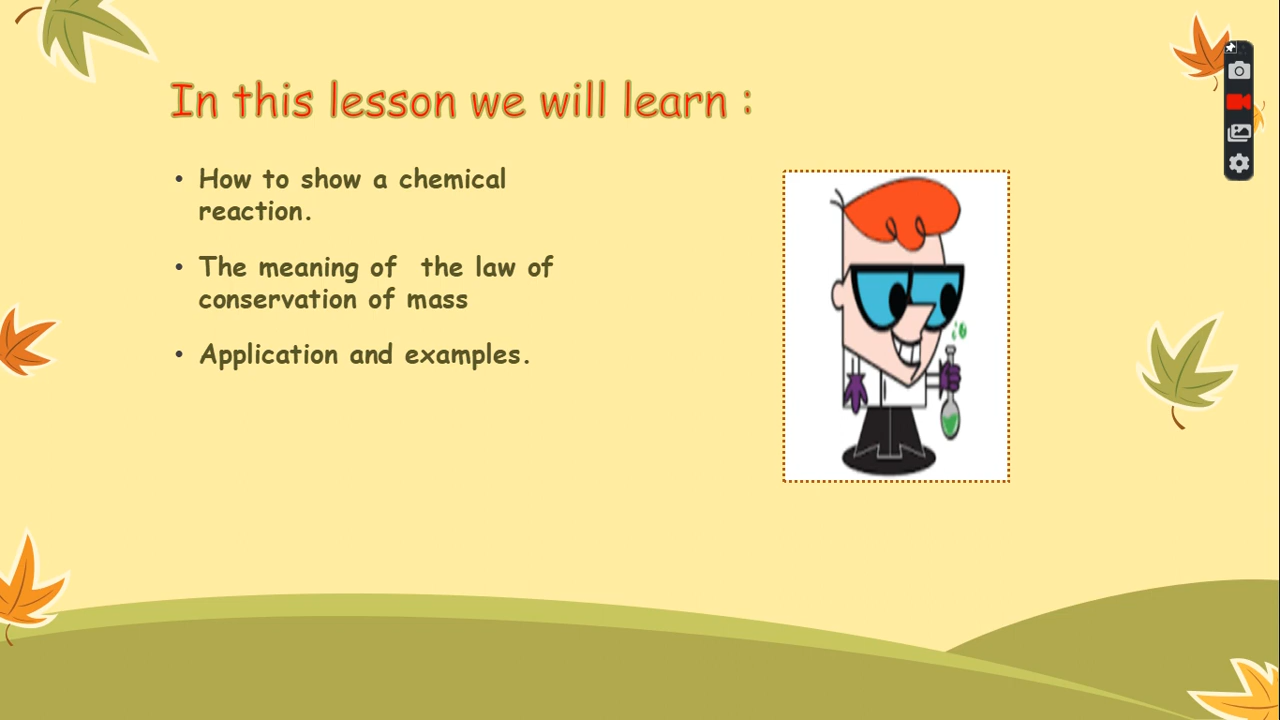 In this lesson we will learn :
• How to show a chemical
reaction.
• The meaning of  the law of
conservation of mass
• Application and examples.